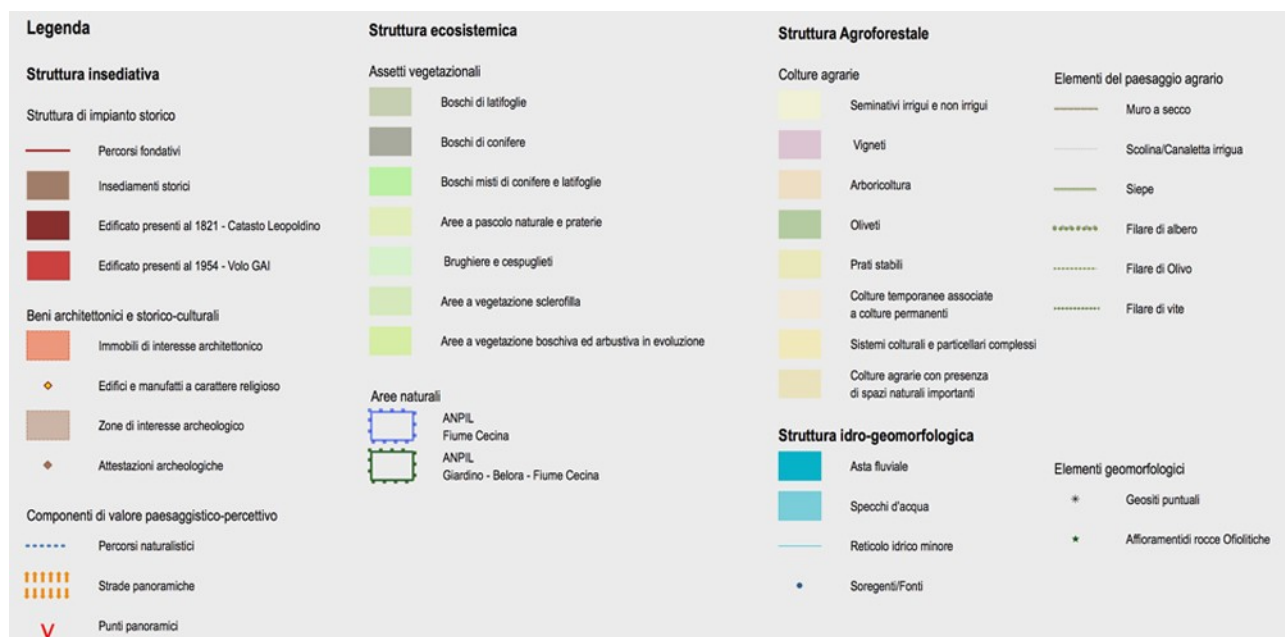 Legenda
Struttura insediativa
Struttura di impianto storico
Percorsi fondativi
Insediamenti storici
Edificato presenti al 1821 - Catasto Leopoldino
Edificato presenti al 1954 - Volo GAI
Beni architettonici e storico-culturali
Immobili di interesse architettonico
Edifici e manufatti a carattere religioso
Zone di interesse archeologico
Attestazioni archeologiche
Componenti di valore paesaggistico-percettivo
Percorsi naturalistici
Strade panoramiche
Punti panoramici
Struttura ecosistemica
Assetti vegetazionali
Boschi di latifoglie
Boschi di conifere
Boschi misti di conifere e latifoglie
Aree a pascolo naturale e praterie
Brughiere e cespuglieti
Aree a vegetazione sclerofilla
Aree a vegetazione boschiva ed arbustiva in evoluzione
Aree naturali
ANPIL
Fiume Cecina
ANPIL
Giardino - Belora - Fiume Cecina
Struttura Agroforestale
Colture agrarie
Seminativi irrigui e non irrigui
Vigneti
Arboricoltura
Oliveti
Prati stabili
Colture temporanee associate
a colture permanenti
Sistemi colturali e particellari complessi
Colture agrarie con presenza
di spazi naturali importanti
Elementi del paesaggio agrario
Muro a secco
Scolina/Canaletta irrigua
Siepe
Filare di albero
Filare di Olivo
Filare di vite
Struttura idro-geomorfologica
Asta fluviale
Specchi d'acqua
Reticolo idrico minore
Soregenti/Fonti
Elementi geomorfologici
Geositi puntuali
Affioramentidi rocce Ofiolitiche